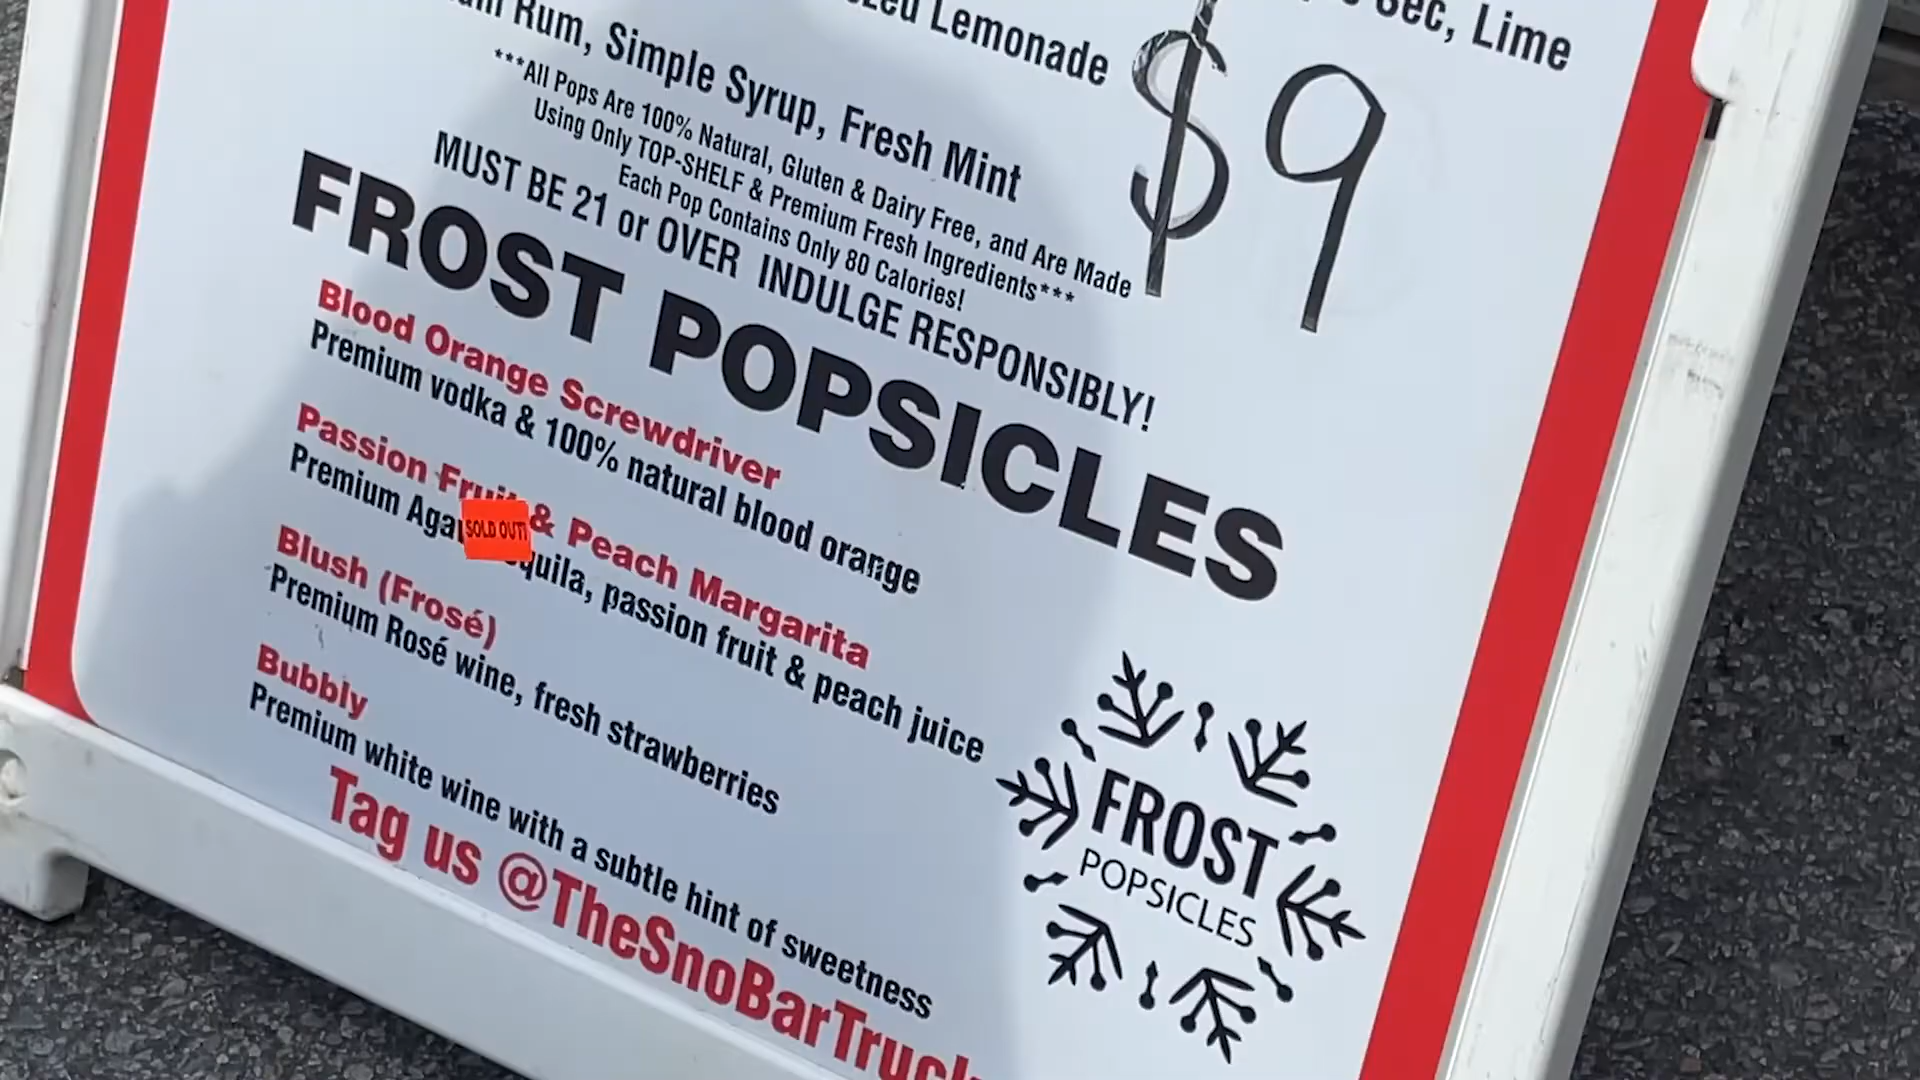 Sec, Lime
Lemonade
Rum, Simple Syrup, Fresh Mint
$9
***All Pops Are 100% Natural, Gluten & Dairy Free, and Are Made
Using Only TOP-SHELF & Premium Fresh Ingredients***
Each Pop Contains Only 80 Calories!
MUST BE 21 or OVER INDULGE RESPONSIBLY!
FROST POPSICLES
Blood Orange Screwdriver
Premium vodka & 100% natural blood orange
Passion Fruit & Peach Margarita
Premium passion fruit & peach juice
SOLD OUT!
Blush (Frosé)
Premium Rosé wine, fresh strawberries
Bubbly
Premium white wine with a subtle hint of sweetness
Tag us @TheSnoBarTruck
FROST
POPSICLES